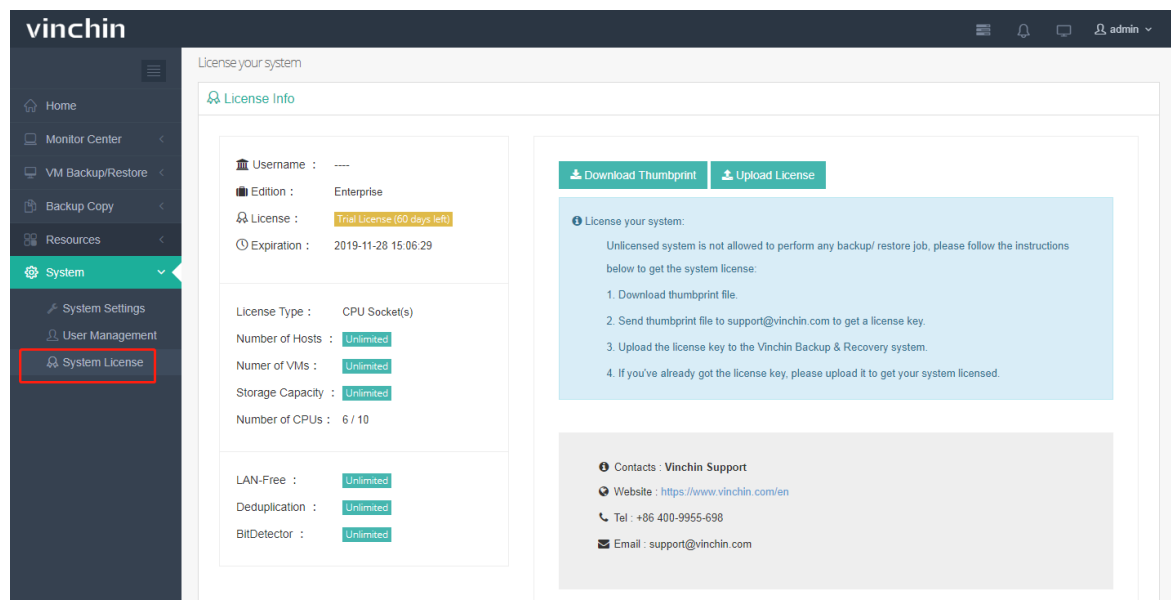 vinchin
admin
License your system
Home
Monitor Center
VM Backup/Restore
Backup Copy
Resources
System
System Settings
User Management
System License
License Info
Username : ----
Edition : Enterprise
License : Trial License (60 days left)
Expiration : 2019-11-28 15:06:29
License Type : CPU Socket(s)
Number of Hosts : Unlimited
Numer of VMs : Unlimited
Storage Capacity : Unlimited
Number of CPUs : 6 / 10
LAN-Free : Unlimited
Deduplication : Unlimited
BitDetector : Unlimited
Download Thumbprint
Upload License
License your system:
Unlicensed system is not allowed to perform any backup/ restore job, please follow the instructions
below to get the system license:
1. Download thumbprint file.
2. Send thumbprint file to support@vinchin.com to get a license key.
3. Upload the license key to the Vinchin Backup & Recovery system.
4. If you've already got the license key, please upload it to get your system licensed.
Contacts : Vinchin Support
Website : https://www.vinchin.com/en
Tel : +86 400-9955-698
Email : support@vinchin.com